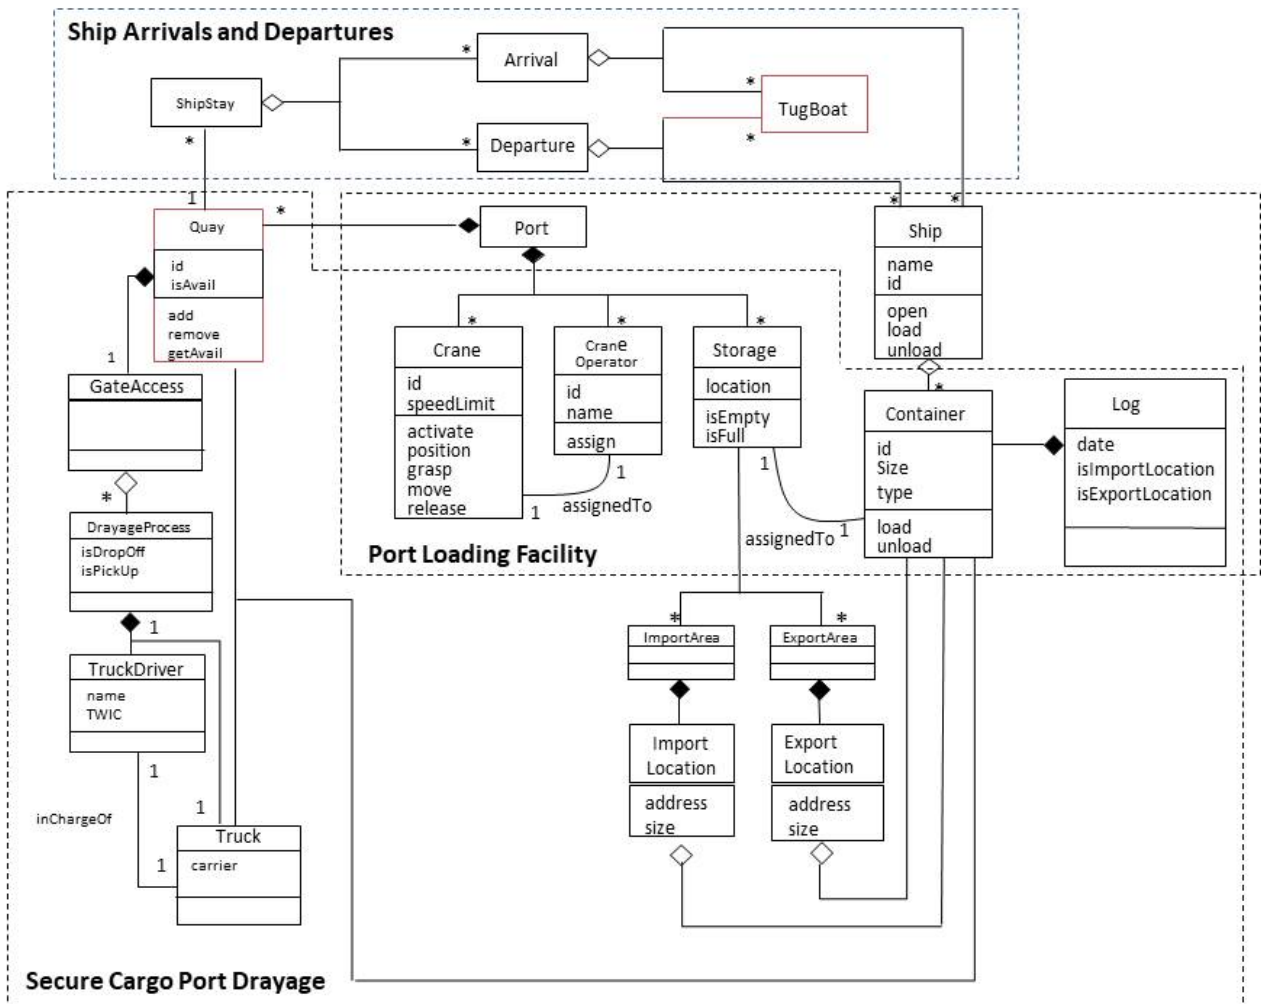 Ship Arrivals and Departures
*
Arrival
ShipStay
*
TugBoat
*
*
Departure
*
1
*
*
*
Quay
id
isAvail
add
remove
getAvail
Port
Ship
name
id
open
load
unload
1
GateAccess
*
Crane
id
speedLimit
activate
position
grasp
move
release
*
Crane
Operator
id
name
assign
*
Storage
location
isEmpty
isFull
*
Container
id
Size
type
load
unload
Log
date
isImportLocation
isExportLocation
1
1
assignedTo
1
assignedTo
1
Port Loading Facility
*
DrayageProcess
isDropOff
isPickUp
1
TruckDriver
name
TWIC
1
inChargeOf
1
1
Truck
carrier
*
ImportArea
*
ExportArea
Import
Location
address
size
Export
Location
address
size
Secure Cargo Port Drayage